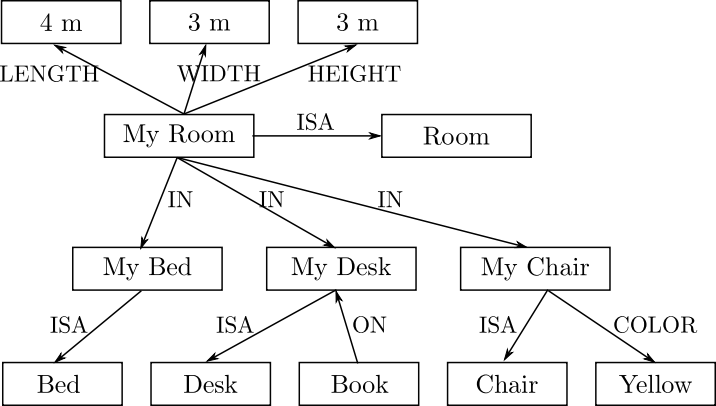 4 m
3 m
3 m
LENGTH
WIDTH
HEIGHT
My Room
ISA
Room
IN
IN
IN
My Bed
My Desk
My Chair
ISA
ISA
ON
ISA
COLOR
Bed
Desk
Book
Chair
Yellow